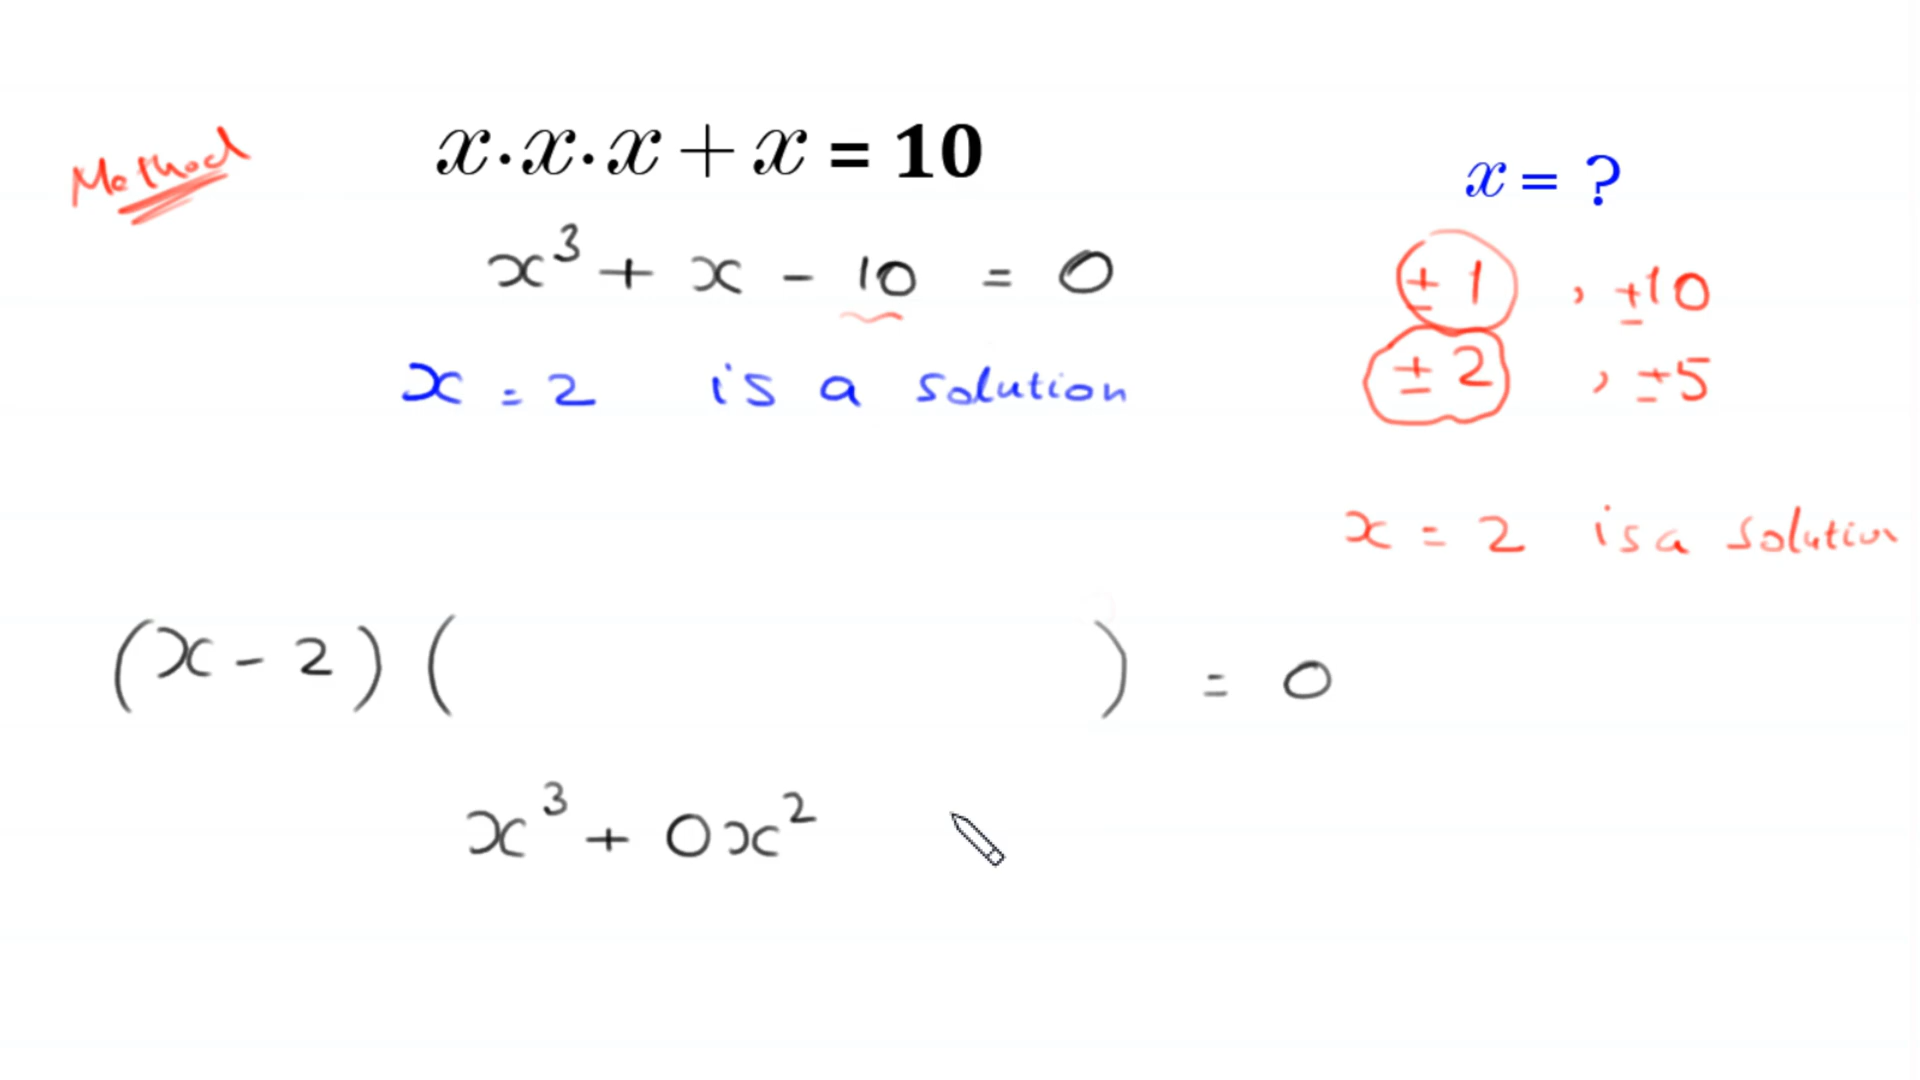 Method
x·x·x+x=10
x=?
x³ + x - 10 = 0
±1 , ±10
x = 2 is a solution
±2 , ±5
x = 2 is a solution
(x - 2) ( ) = 0
x³ + 0x²